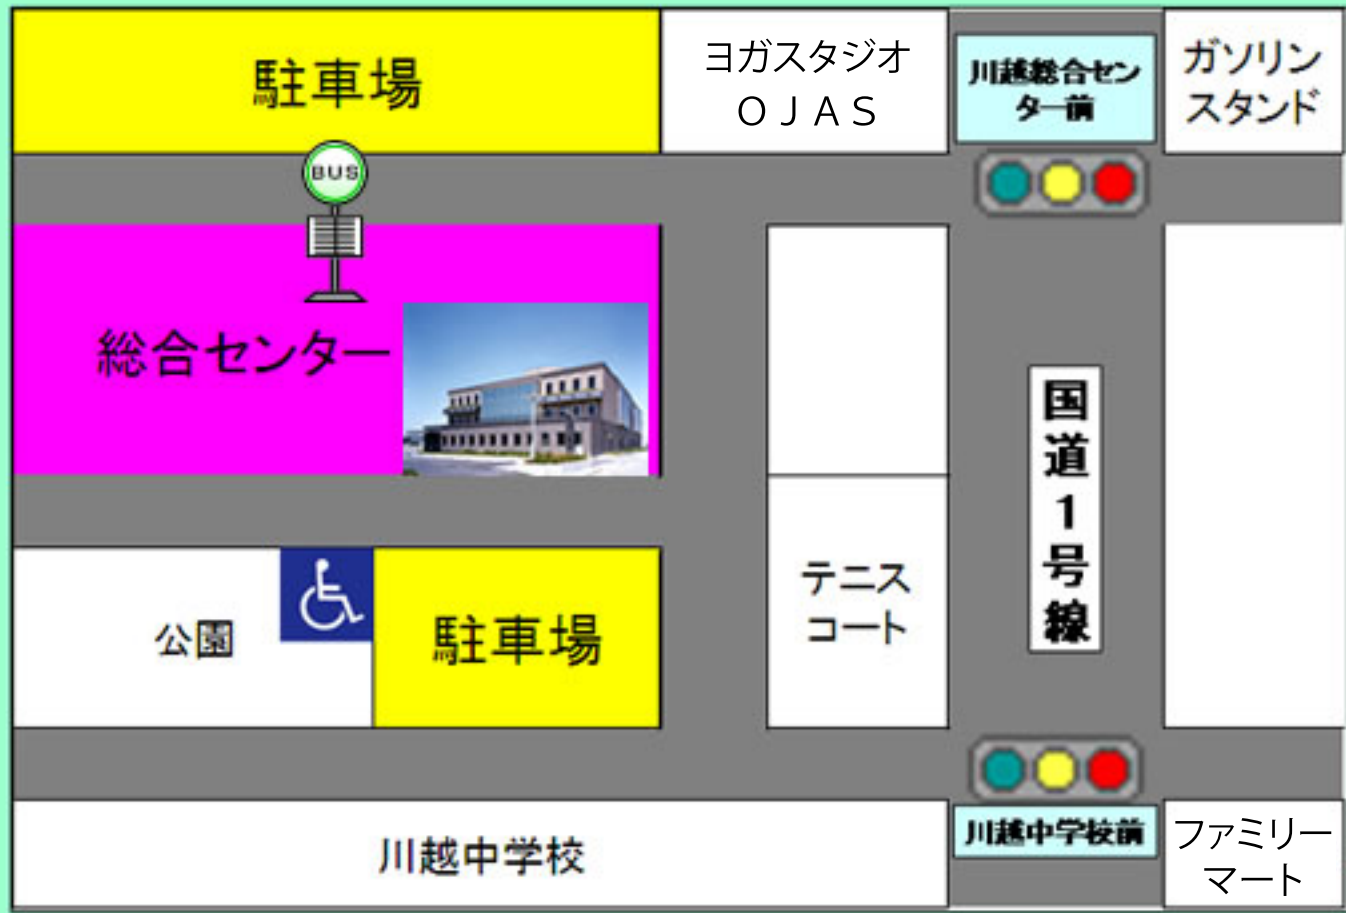 駐車場
ヨガスタジオ
ＯＪＡＳ
川越総合セン
ター前
ガソリン
スタンド
BUS
総合センター
国道1号線
公園
駐車場
テニス
コート
川越中学校
川越中学校前
ファミリー
マート